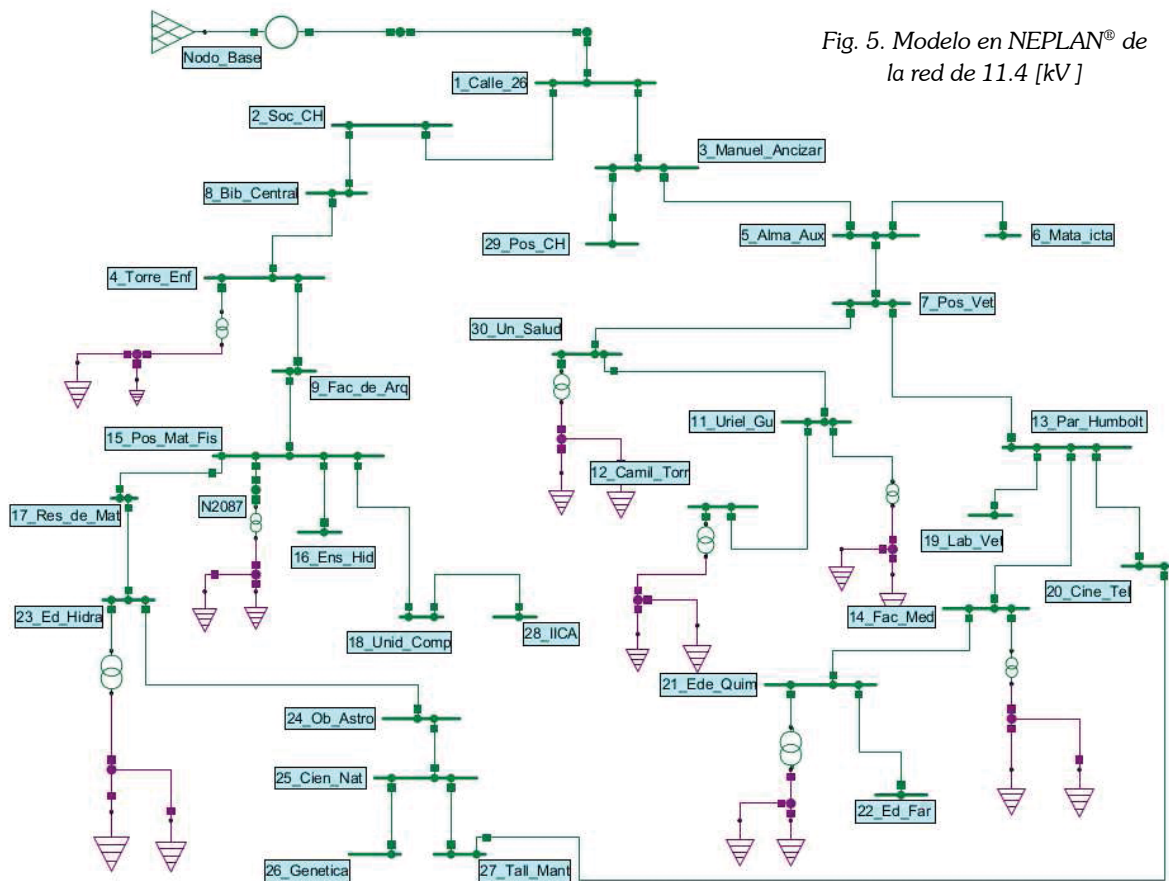 Fig. 5. Modelo en NEPLAN® de
la red de 11.4 [kV]
Nodo_Base
1_Calle_26
2_Soc_CH
3_Manuel_Ancizar
8_Bib_Central
29_Pos_CH
5_Alma_Aux
6_Mata_icta
4_Torre_Enf
7_Pos_Vet
30_Un_Salud
9_Fac_de_Arq
11_Uriel_Gu
13_Par_Humbolt
15_Pos_Mat_Fis
12_Camil_Torr
17_Res_de_Mat
N2087
16_Ens_Hid
19_Lab_Vet
20_Cine_Tel
23_Ed_Hidra
18_Unid_Comp
28_IICA
14_Fac_Med
21_Ede_Quim
24_Ob_Astro
25_Cien_Nat
22_Ed_Far
26_Genetica
27_Tall_Mant